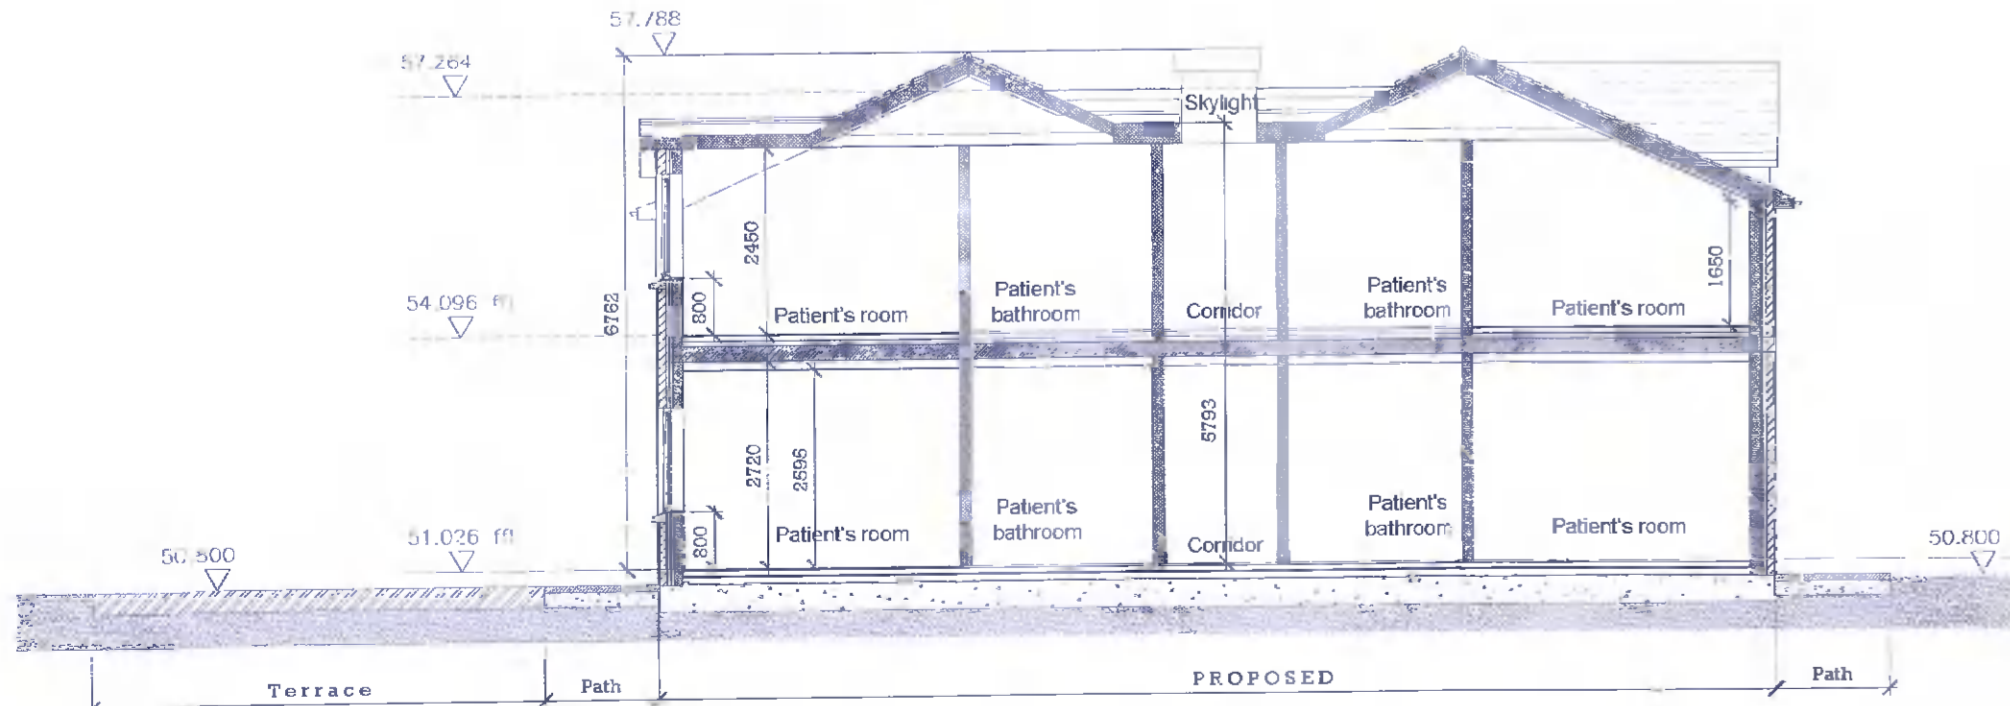 57.788
57.264
Skylight
2450
1650
54.096 ffl
6762
800
Patient's room
Patient's
bathroom
Corridor
Patient's
bathroom
Patient's room
2720
2596
5793
51.026 ffl
800
Patient's room
Patient's
bathroom
Corridor
Patient's
bathroom
Patient's room
50.800
50.800
Terrace
Path
PROPOSED
Path